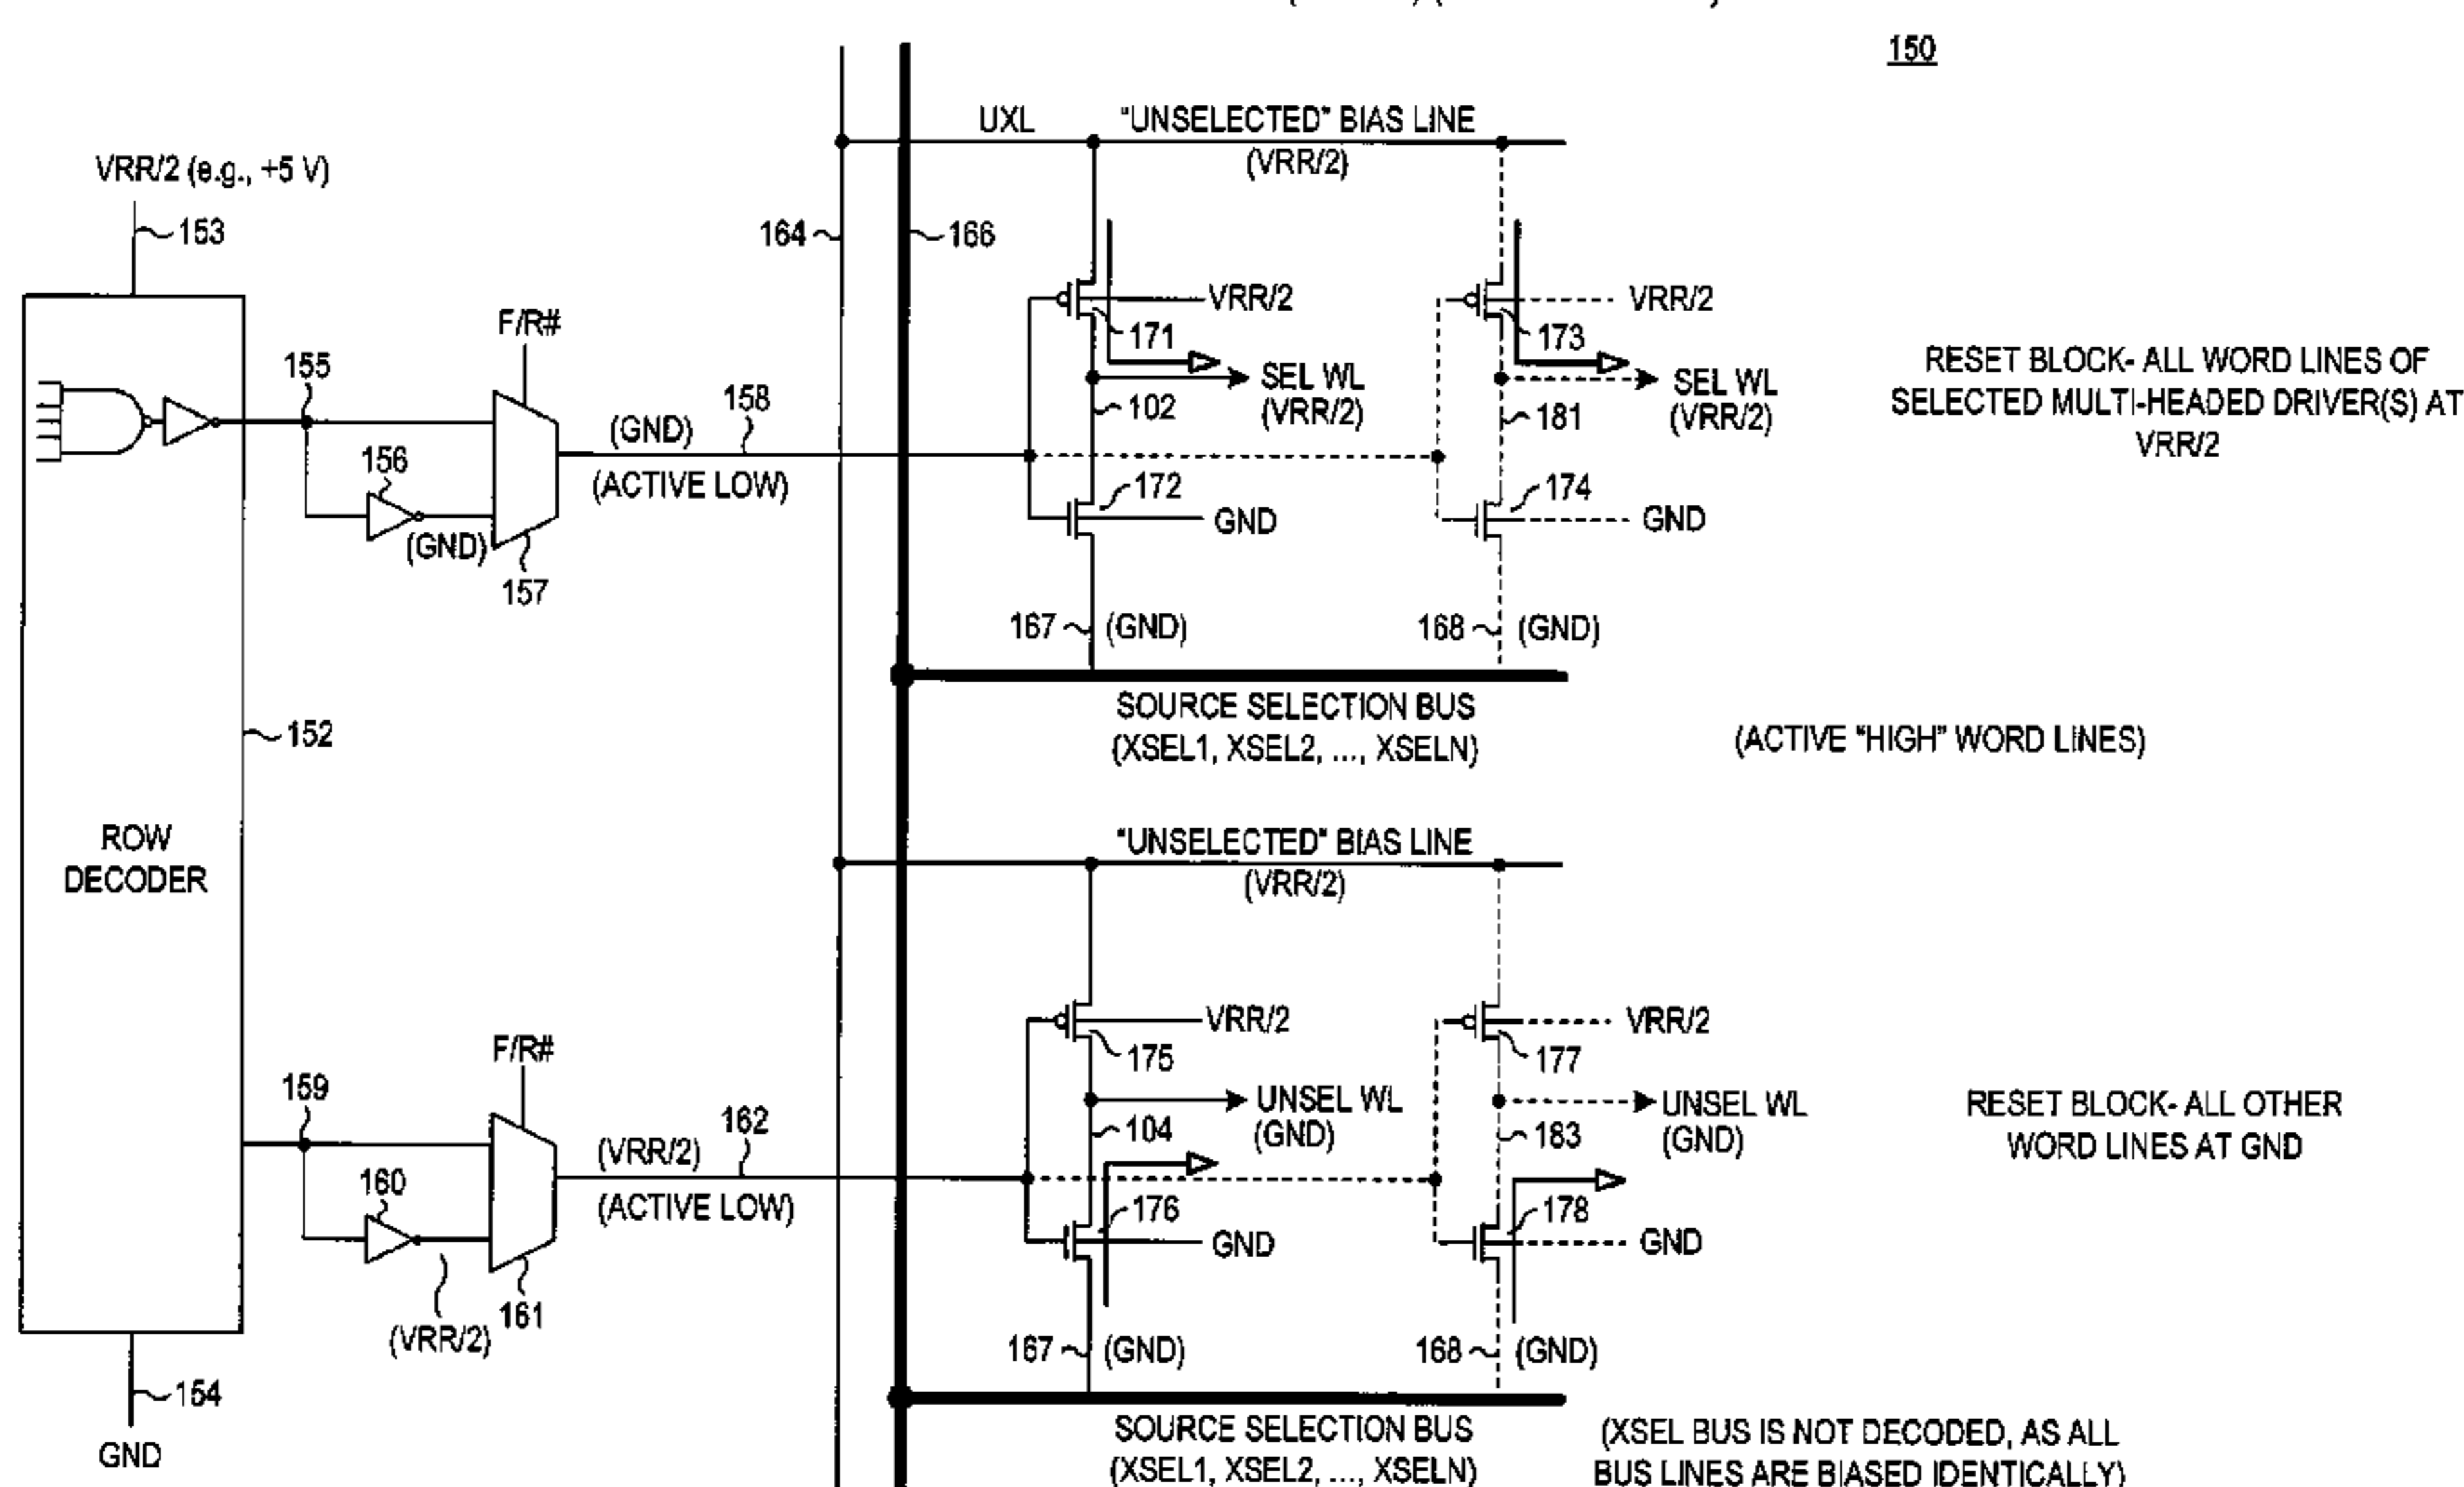 150
UXL
"UNSELECTED" BIAS LINE
(VRR/2)
VRR/2 (e.g., +5 V)
153
164
166
F/R#
VRR/2
VRR/2
171
173
155
SEL WL
(VRR/2)
SEL WL
(VRR/2)
RESET BLOCK- ALL WORD LINES OF
SELECTED MULTI-HEADED DRIVER(S) AT
VRR/2
102
181
(GND)
158
156
(ACTIVE LOW)
172
174
GND
GND
(GND)
157
167
(GND)
168
(GND)
SOURCE SELECTION BUS
(XSEL1, XSEL2, ..., XSELN)
152
(ACTIVE "HIGH" WORD LINES)
ROW
DECODER
"UNSELECTED" BIAS LINE
(VRR/2)
F/R#
VRR/2
VRR/2
175
177
159
UNSEL WL
(GND)
UNSEL WL
(GND)
RESET BLOCK- ALL OTHER
WORD LINES AT GND
104
183
(VRR/2)
162
160
(ACTIVE LOW)
176
178
GND
GND
161
(VRR/2)
167
(GND)
168
(GND)
154
GND
SOURCE SELECTION BUS
(XSEL1, XSEL2, ..., XSELN)
(XSEL BUS IS NOT DECODED, AS ALL
BUS LINES ARE BIASED IDENTICALLY)